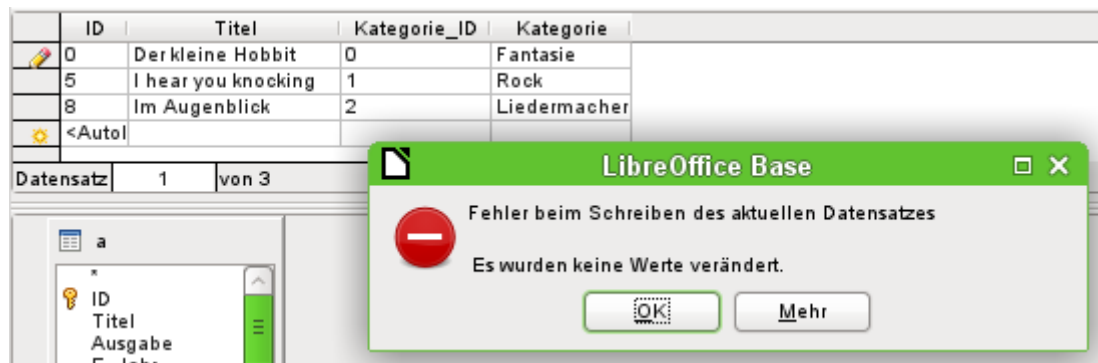 ID Titel Kategorie_ID Kategorie
0 Der kleine Hobbit 0 Fantasie
5 I hear you knocking 1 Rock
8 Im Augenblick 2 Liedermacher
<Autol
Datensatz 1 von 3
LibreOffice Base
Fehler beim Schreiben des aktuellen Datensatzes
Es wurden keine Werte verändert.
OK Mehr
a
*
ID
Titel
Ausgabe